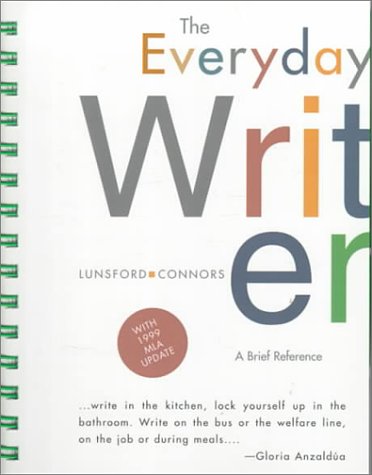 The
Everyday
Writ
er
LUNSFORD▪CONNORS
WITH
1999
MLA
UPDATE
A Brief Reference
...write in the kitchen, lock yourself up in the
bathroom. Write on the bus or the welfare line,
on the job or during meals....
—Gloria Anzaldúa